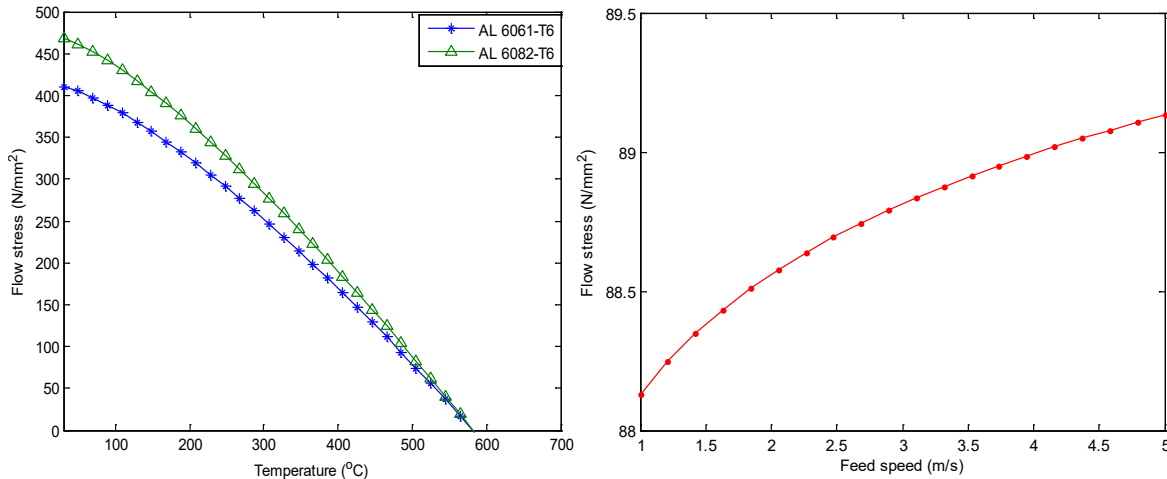 500
450
400
350
300
250
200
150
100
50
0
Flow stress (N/mm²)
AL 6061-T6
AL 6082-T6
100 200 300 400 500 600 700
Temperature (°C)
89.5
89
88.5
88
Flow stress (N/mm²)
1 1.5 2 2.5 3 3.5 4 4.5 5
Feed speed (m/s)